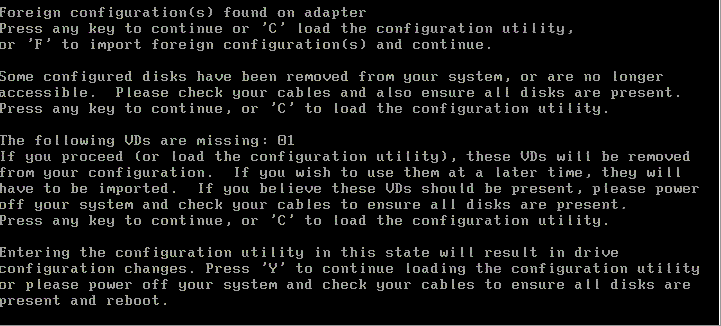 Foreign configuration(s) found on adapter
Press any key to continue or 'C' load the configuration utility,
or 'F' to import foreign configuration(s) and continue.
Some configured disks have been removed from your system, or are no longer
accessible.  Please check your cables and also ensure all disks are present.
Press any key to continue, or 'C' to load the configuration utility.
The following VDs are missing: 01
If you proceed (or load the configuration utility), these VDs will be removed
from your configuration.  If you wish to use them at a later time, they will
have to be imported.  If you believe these VDs should be present, please power
off your system and check your cables to ensure all disks are present.
Press any key to continue, or 'C' to load the configuration utility.
Entering the configuration utility in this state will result in drive
configuration changes. Press 'Y' to continue loading the configuration utility
or please power off your system and check your cables to ensure all disks are
present and reboot.